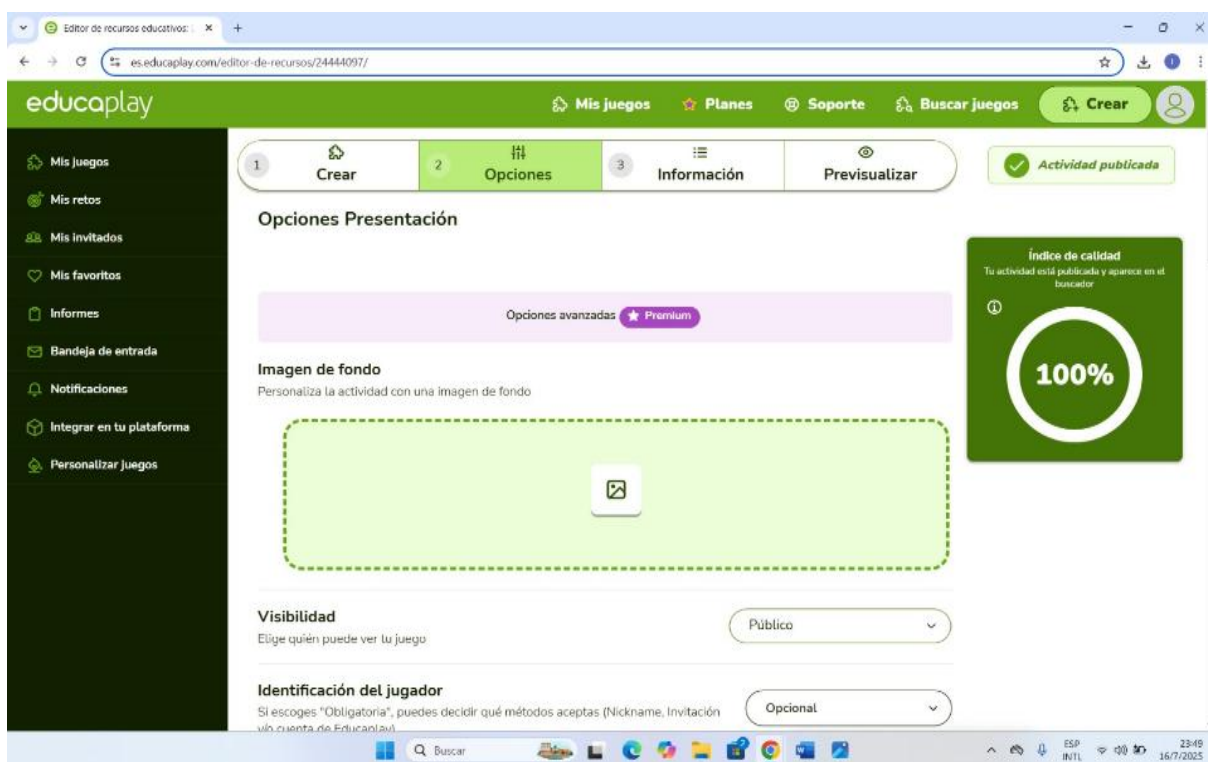 Editor de recursos educativos:
es.educaplay.com/editor-de-recursos/24444097/
educaplay
Mis juegos
Planes
Soporte
Buscar juegos
Crear
Mis juegos
Mis retos
Mis invitados
Mis favoritos
Informes
Bandeja de entrada
Notificaciones
Integrar en tu plataforma
Personalizar juegos
1 Crear
2 Opciones
3 Información
Previsualizar
Actividad publicada
Opciones Presentación
Índice de calidad
Tu actividad está publicada y aparece en el
buscador
100%
Opciones avanzadas Premium
Imagen de fondo
Personaliza la actividad con una imagen de fondo
Visibilidad
Elige quién puede ver tu juego
Público
Identificación del jugador
Si escoges "Obligatoria", puedes decidir qué métodos aceptas (Nickname, Invitación
y/o cuenta de Educaplay)
Opcional
Buscar
ESP
INTL
23:49
16/7/2025